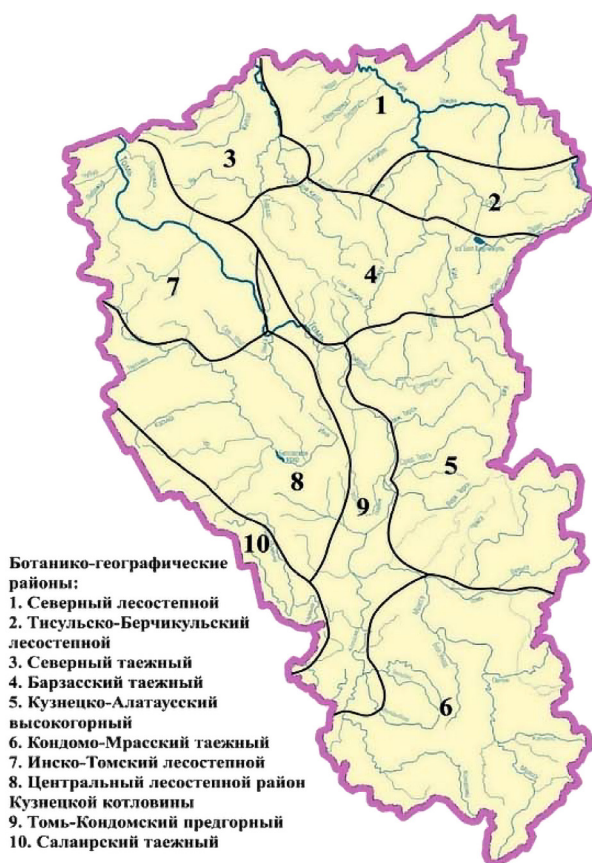 1
2
3
4
7
5
8
9
10
6
Томь
Ботанико-географические
районы:
1. Северный лесостепной
2. Тисульско-Берчикульский
лесостепной
3. Северный таежный
4. Барзасский таежный
5. Кузнецко-Алатаусский
высокогорный
6. Кондомо-Мрасский таежный
7. Инско-Томский лесостепной
8. Центральный лесостепной район
Кузнецкой котловины
9. Томь-Кондомский предгорный
10. Салаирский таежный